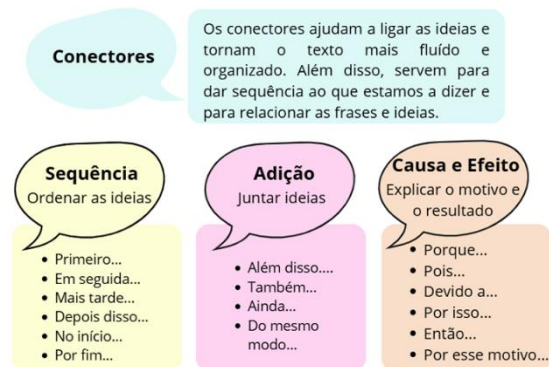 Conectores
Os conectores ajudam a ligar as ideias e
tornam o texto mais fluído e
organizado. Além disso, servem para
dar sequência ao que estamos a dizer e
para relacionar as frases e ideias.
Sequência
Ordenar as ideias
• Primeiro...
• Em seguida...
• Mais tarde...
• Depois disso...
• No início...
• Por fim...
Adição
Juntar ideias
• Além disso....
• Também...
• Ainda...
• Do mesmo
modo...
Causa e Efeito
Explicar o motivo e
o resultado
• Porque...
• Pois...
• Devido a...
• Por isso...
• Então...
• Por esse motivo...